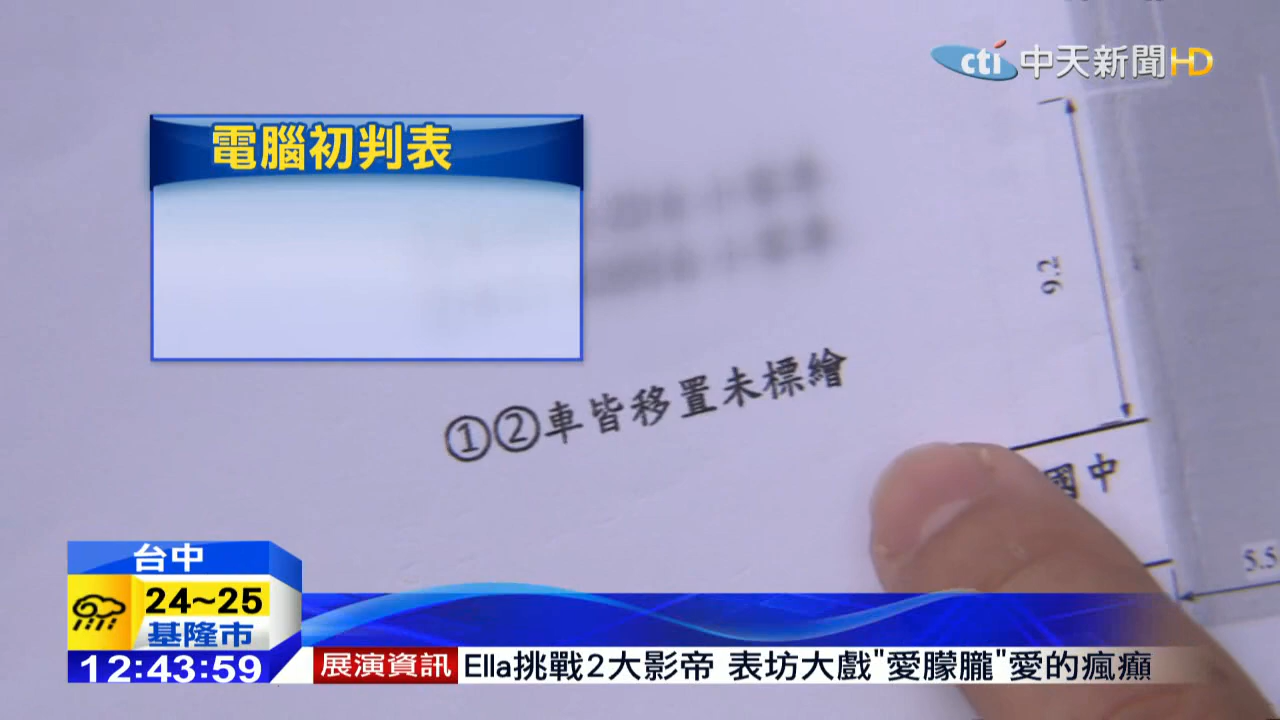 cti 中天新聞HD
電腦初判表
9.2
①②車皆移置未標繪
國中
5.5
台中
24~25
基隆市
12:43:59
展演資訊 Ella挑戰2大影帝 表坊大戲"愛朦朧"愛的瘋癲